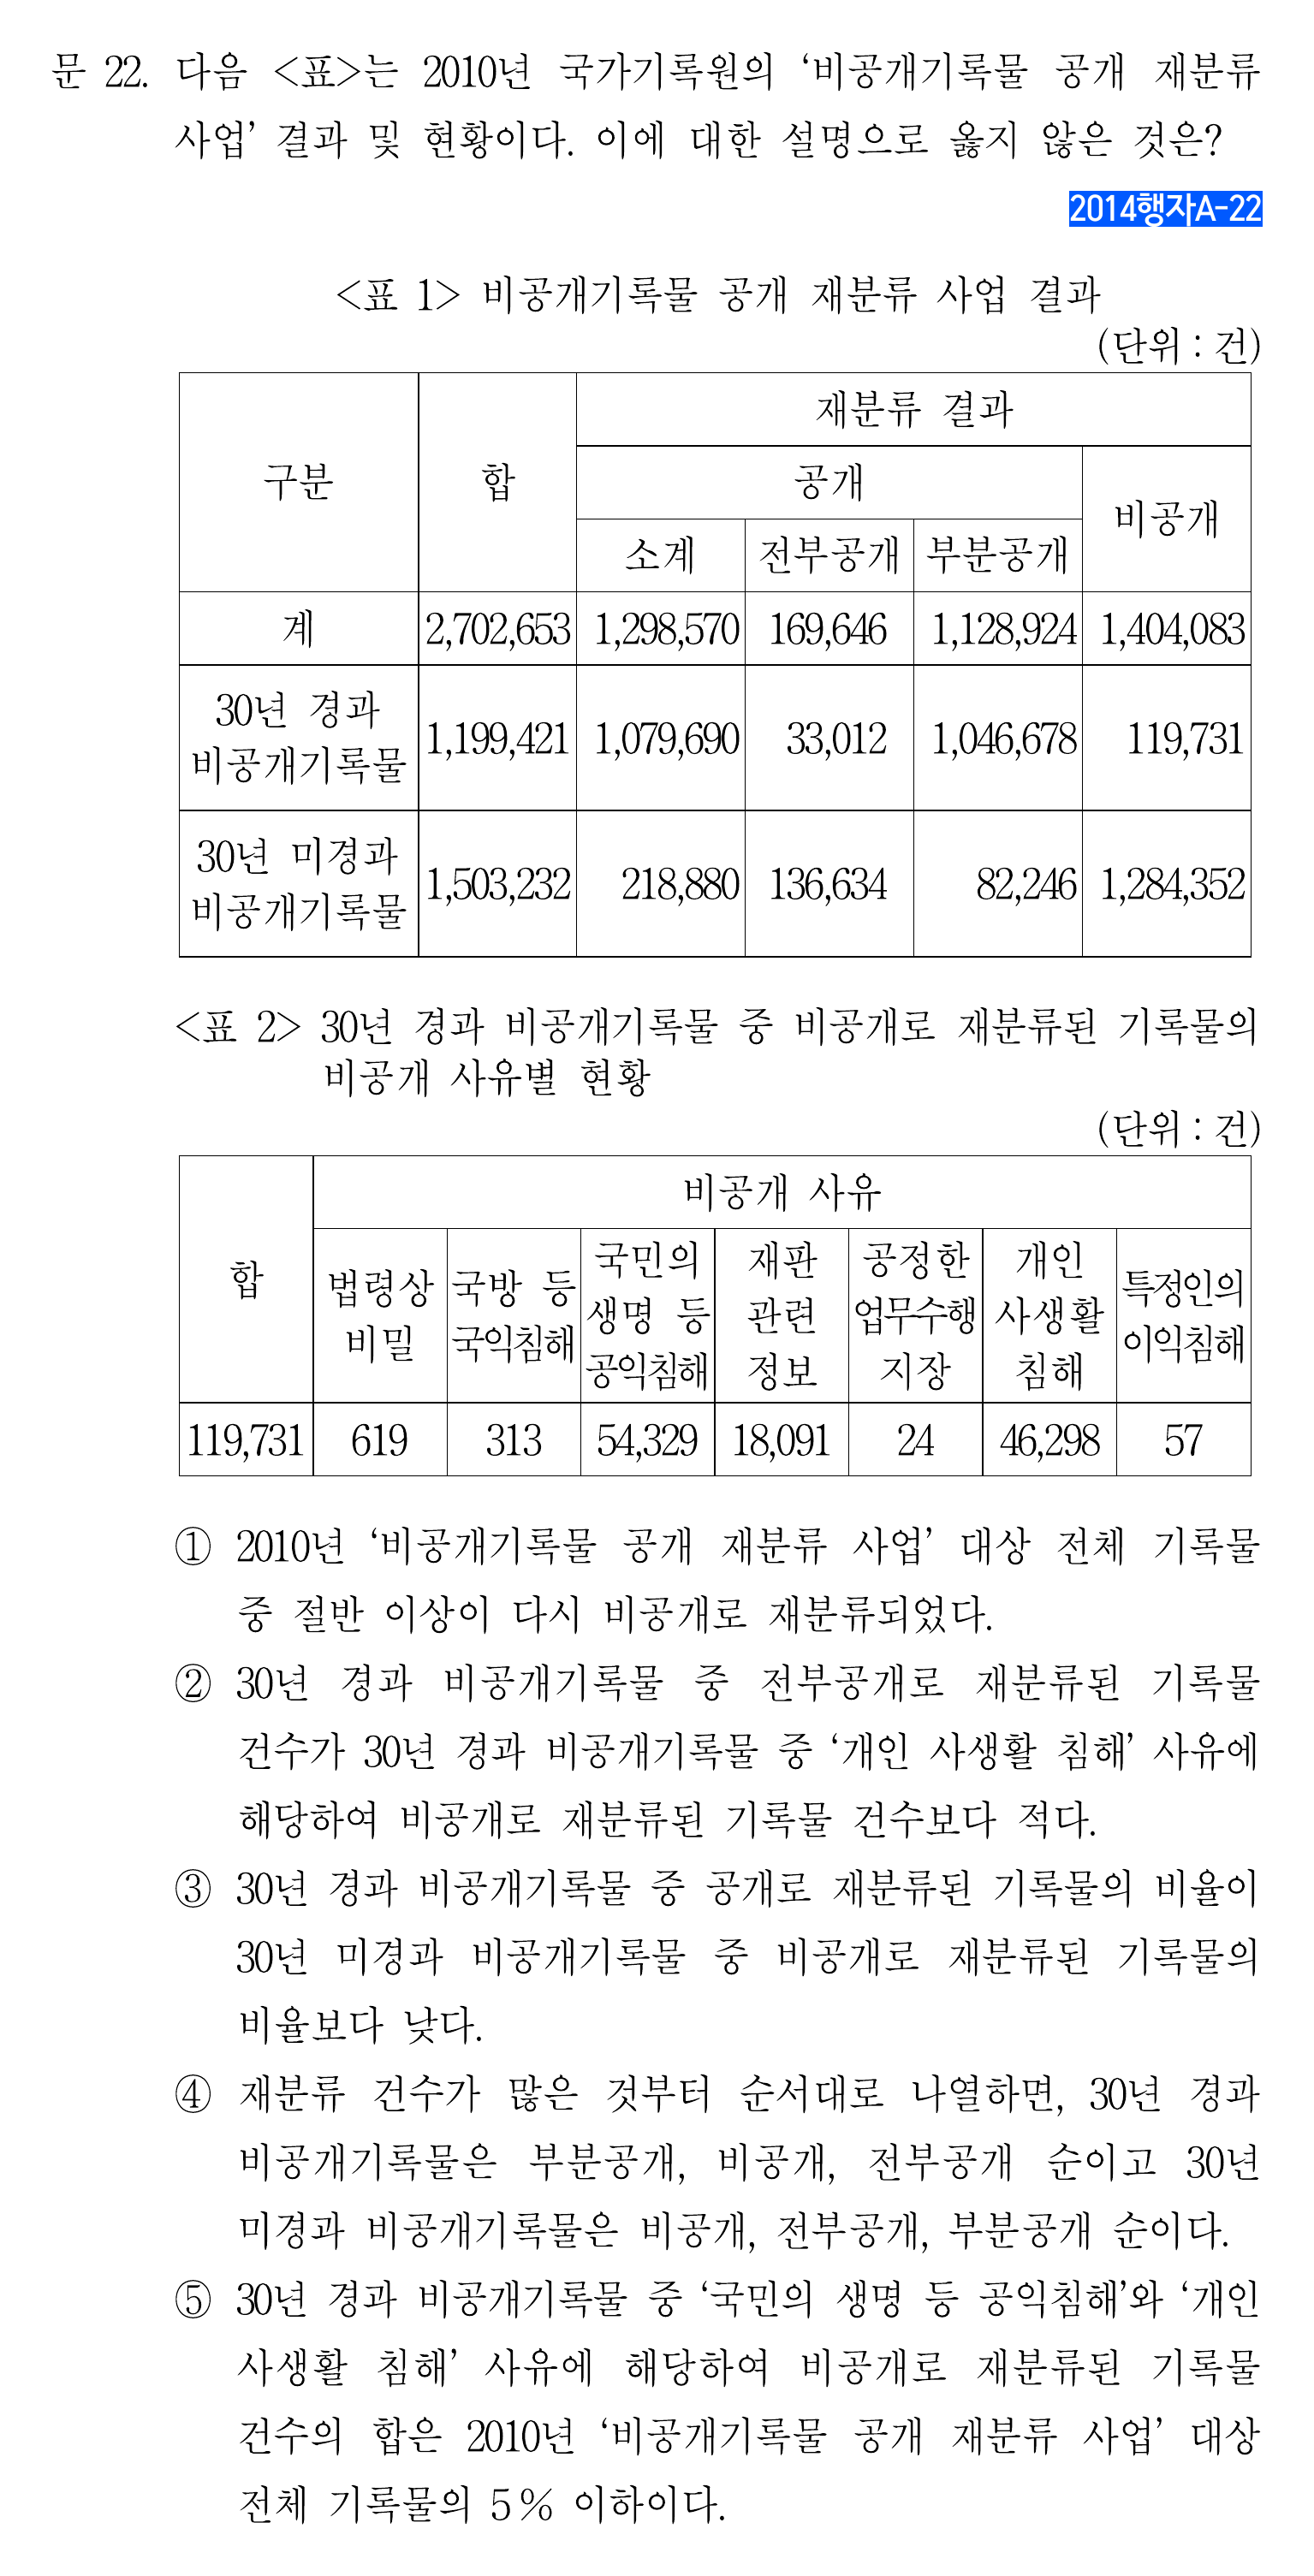 문 22. 다음 <표>는 2010년 국가기록원의 ‘비공개기록물 공개 재분류
사업’ 결과 및 현황이다. 이에 대한 설명으로 옳지 않은 것은?
2014행자A-22
<표 1> 비공개기록물 공개 재분류 사업 결과
(단위 : 건)
구분 합 재분류 결과
공개 비공개
소계 전부공개 부분공개
계 2,702,653 1,298,570 169,646 1,128,924 1,404,083
30년 경과
비공개기록물 1,199,421 1,079,690 33,012 1,046,678 119,731
30년 미경과
비공개기록물 1,503,232 218,880 136,634 82,246 1,284,352
<표 2> 30년 경과 비공개기록물 중 비공개로 재분류된 기록물의
비공개 사유별 현황
(단위 : 건)
합 비공개 사유
법령상 비밀 국방 등 국익침해 국민의 생명 등 공익침해 재판 관련 정보 공정한 업무수행 지장 개인 사생활 침해 특정인의 이익침해
119,731 619 313 54,329 18,091 24 46,298 57
① 2010년 ‘비공개기록물 공개 재분류 사업’ 대상 전체 기록물
중 절반 이상이 다시 비공개로 재분류되었다.
② 30년 경과 비공개기록물 중 전부공개로 재분류된 기록물
건수가 30년 경과 비공개기록물 중 ‘개인 사생활 침해’ 사유에
해당하여 비공개로 재분류된 기록물 건수보다 적다.
③ 30년 경과 비공개기록물 중 공개로 재분류된 기록물의 비율이
30년 미경과 비공개기록물 중 비공개로 재분류된 기록물의
비율보다 낮다.
④ 재분류 건수가 많은 것부터 순서대로 나열하면, 30년 경과
비공개기록물은 부분공개, 비공개, 전부공개 순이고 30년
미경과 비공개기록물은 비공개, 전부공개, 부분공개 순이다.
⑤ 30년 경과 비공개기록물 중 ‘국민의 생명 등 공익침해’와 ‘개인
사생활 침해’ 사유에 해당하여 비공개로 재분류된 기록물
건수의 합은 2010년 ‘비공개기록물 공개 재분류 사업’ 대상
전체 기록물의 5% 이하이다.